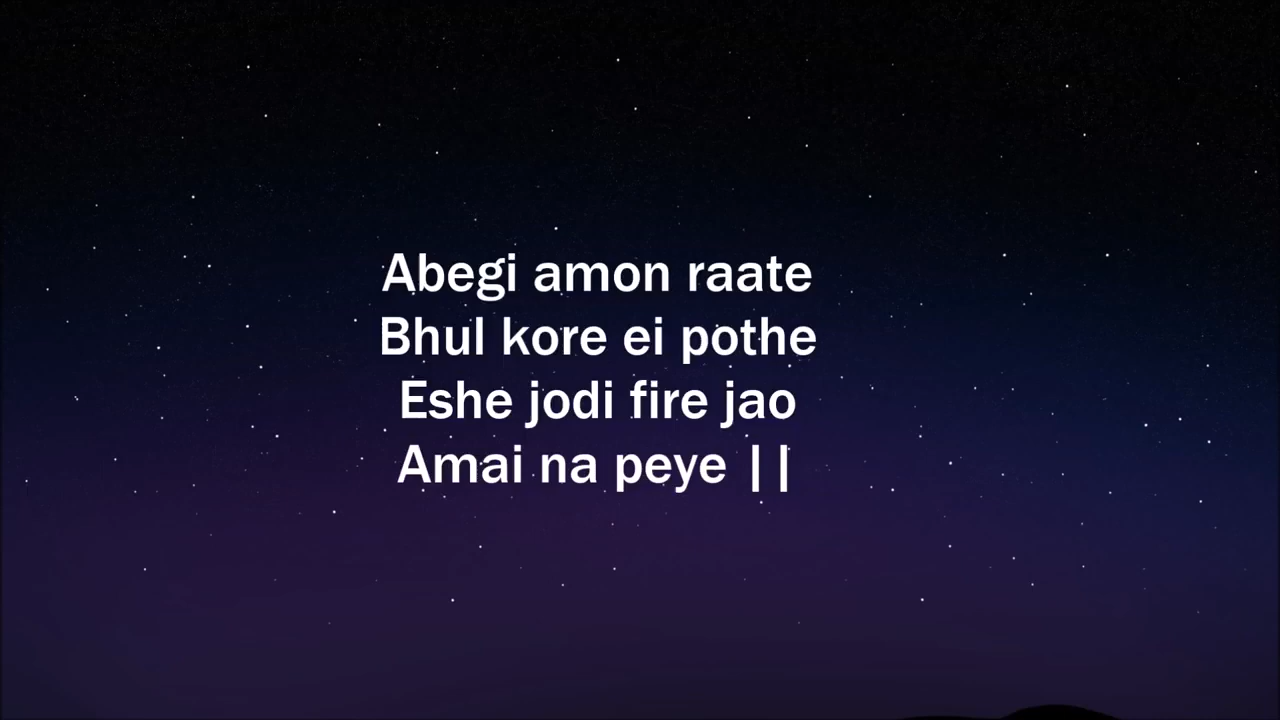 Abegi amon raate
Bhul kore ei pothe
Eshe jodi fire jao
Amai na peye ||